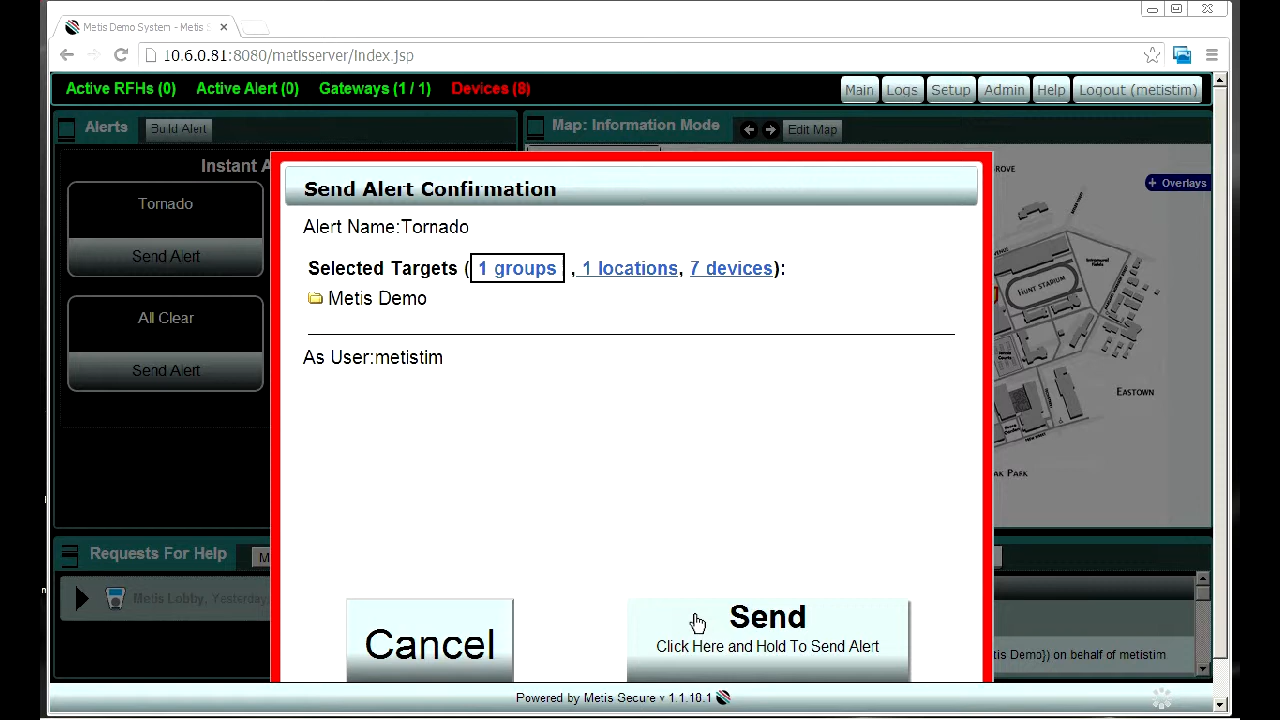 Metis Demo System - Metis S
10.6.0.81:8080/metisserver/index.jsp
Active RFHs (0) Active Alert (0) Gateways (1 / 1) Devices (8)
Main Logs Setup Admin Help Logout (metistim)
Alerts Build Alert
Map: Information Mode Edit Map
Instant A
Tornado
Send Alert
All Clear
Send Alert
Send Alert Confirmation
Alert Name:Tornado
Selected Targets (1 groups , 1 locations, 7 devices):
Metis Demo
As User:metistim
Cancel
Send
Click Here and Hold To Send Alert
ROVE
+ Overlays
HUNT STADIUM
EASTOWN
AK PARK
Requests For Help M
Metis Lobby, Yesterday,
tis Demo}) on behalf of metistim
Powered by Metis Secure v 1.1.10.1